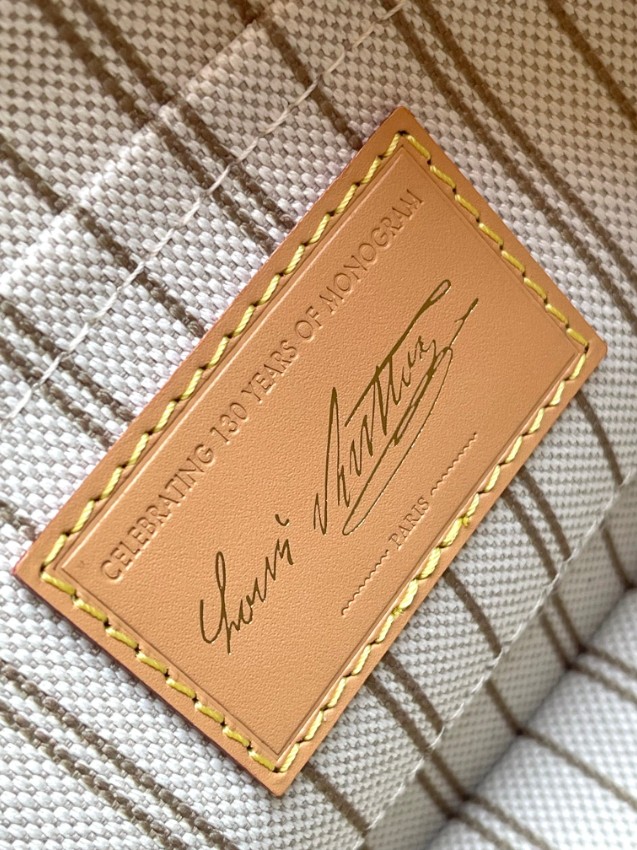 CELEBRATING 130 YEARS OF MONOGRAM
Louis Vuitton
PARIS